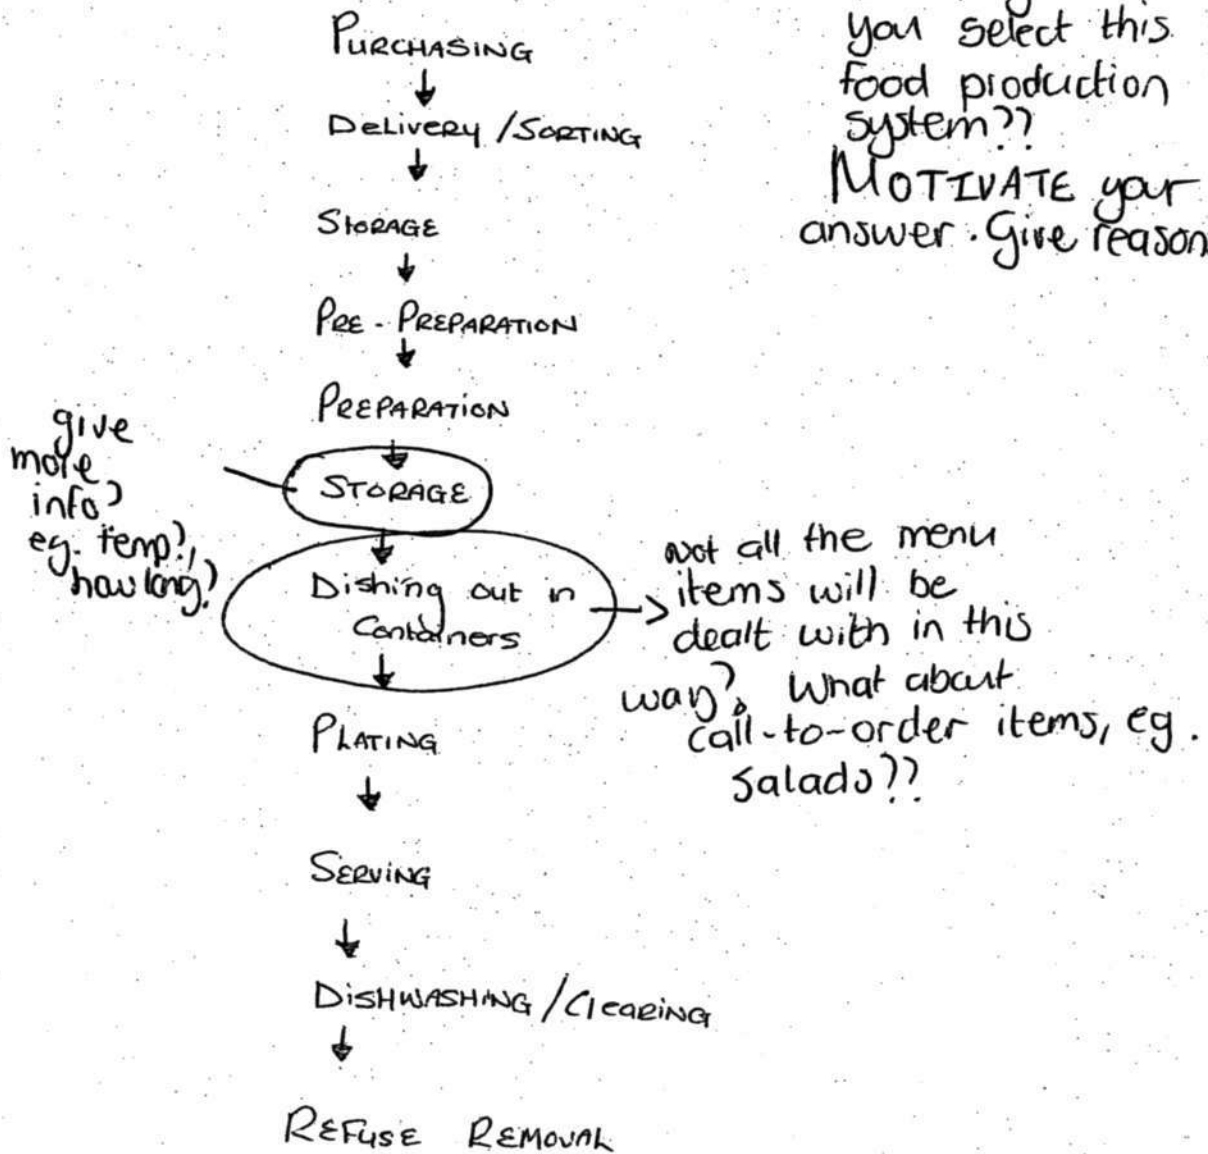 you select this
food production
system??
MOTIVATE your
answer. Give reason
PURCHASING
Delivery / SORTING
STORAGE
PRE - PREPARATION
PREPARATION
STORAGE
give
more
info?
eg. temp?,
how long?
Dishing out in
Containers
not all the menu
items will be
dealt with in this
way? What about
call-to-order items, eg.
salads??
PLATING
SERVING
DISHWASHING / Clearing
REFUSE REMOVAL